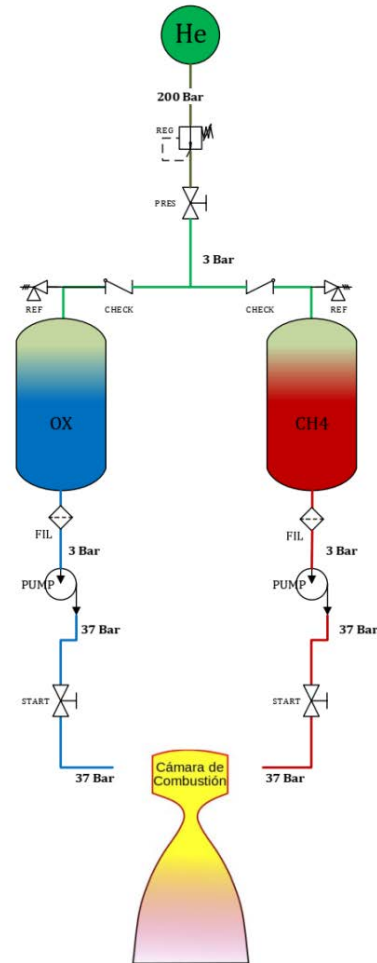 He
200 Bar
REG
PRES
3 Bar
REF
CHECK
CHECK
REF
OX
CH4
FIL
FIL
3 Bar
3 Bar
PUMP
PUMP
37 Bar
37 Bar
START
START
37 Bar
Cámara de
Combustión
37 Bar